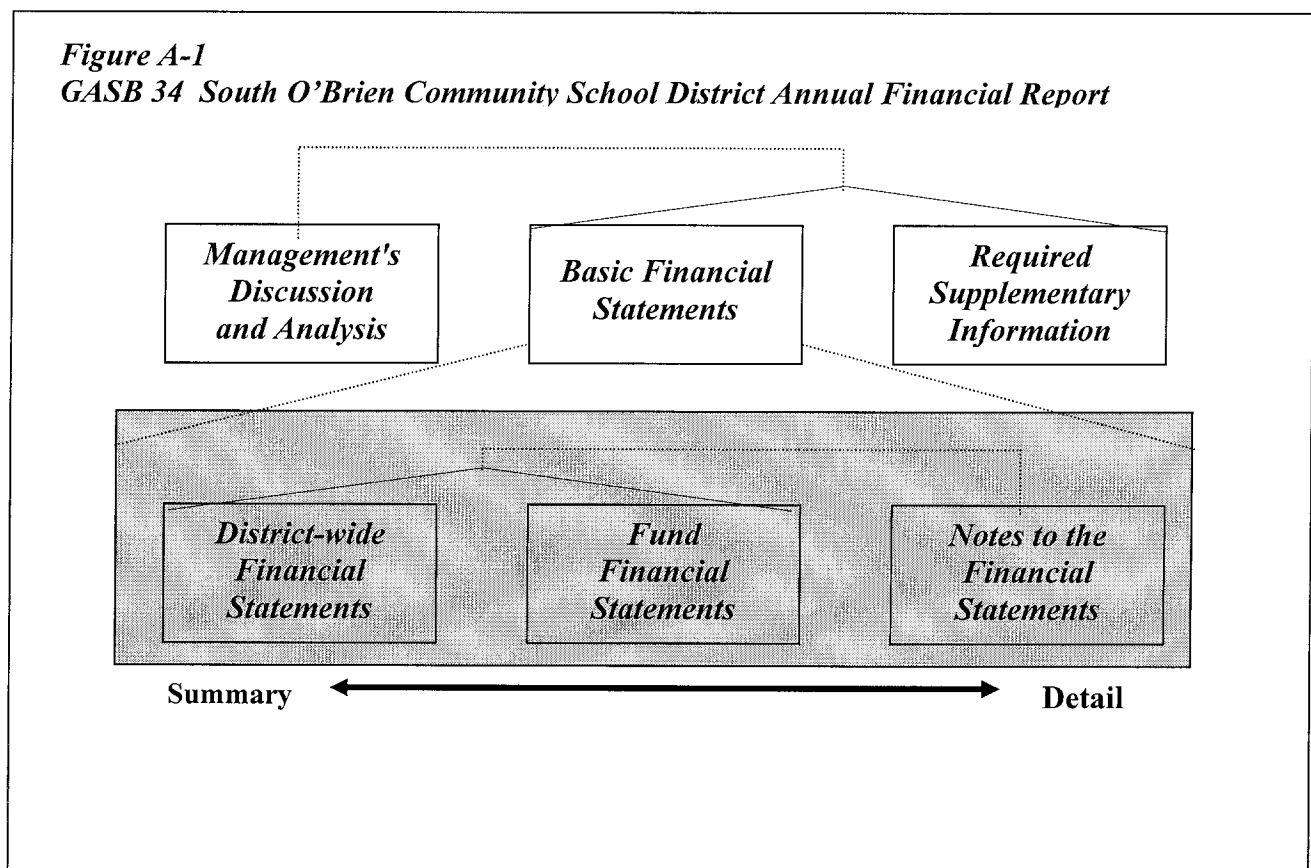 Figure A-1
GASB 34 South O'Brien Community School District Annual Financial Report
Management's
Discussion
and Analysis
Basic Financial
Statements
Required
Supplementary
Information
District-wide
Financial
Statements
Fund
Financial
Statements
Notes to the
Financial
Statements
Summary
Detail